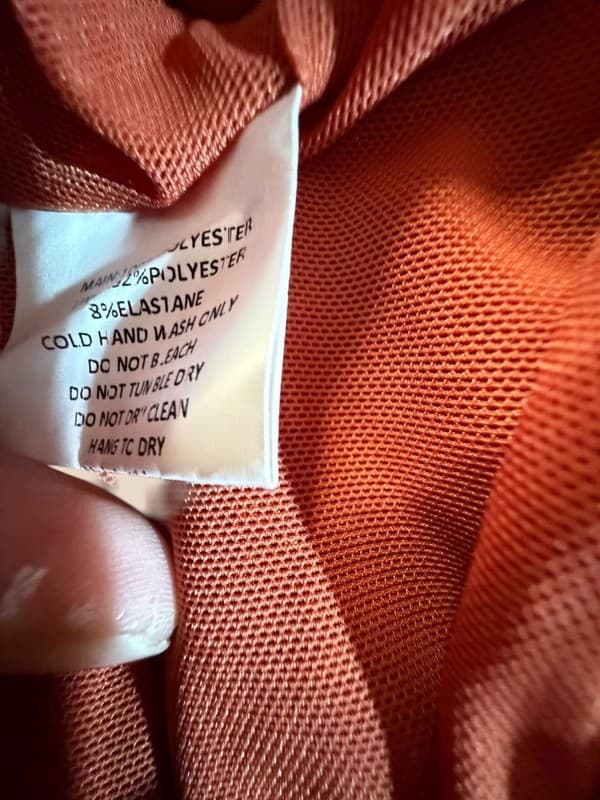 POLYESTER
%POLYESTER
8%ELASTANE
COLD HAND WASH ONLY
DO NOT BLEACH
DO NOT TUMBLE DRY
DO NOT DRY CLEAN
HANG TO DRY